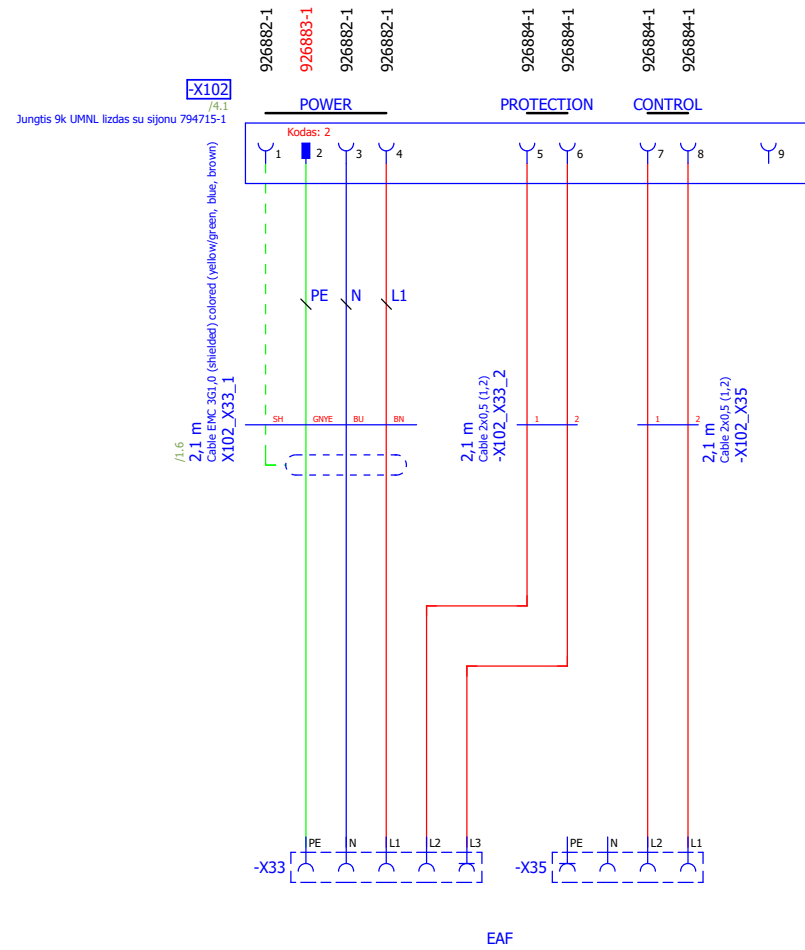 926882-1
926883-1
926882-1
926882-1
926884-1
926884-1
926884-1
926884-1
-X102
/4.1
Jungtis 9k UMNL lizdas su sijonu 794715-1
POWER
PROTECTION
CONTROL
Kodas: 2
1
2
3
4
5
6
7
8
9
PE
N
L1
/1.6
2,1 m
Cable EMC 3G1,0 (shielded) colored (yellow/green, blue, brown)
X102_X33_1
SH
GNYE
BU
BN
2,1 m
Cable 2x0,5 (1,2)
-X102_X33_2
1
2
1
2
2,1 m
Cable 2x0,5 (1,2)
-X102_X35
-X33
PE
N
L1
L2
L3
-X35
PE
N
L2
L1
EAF